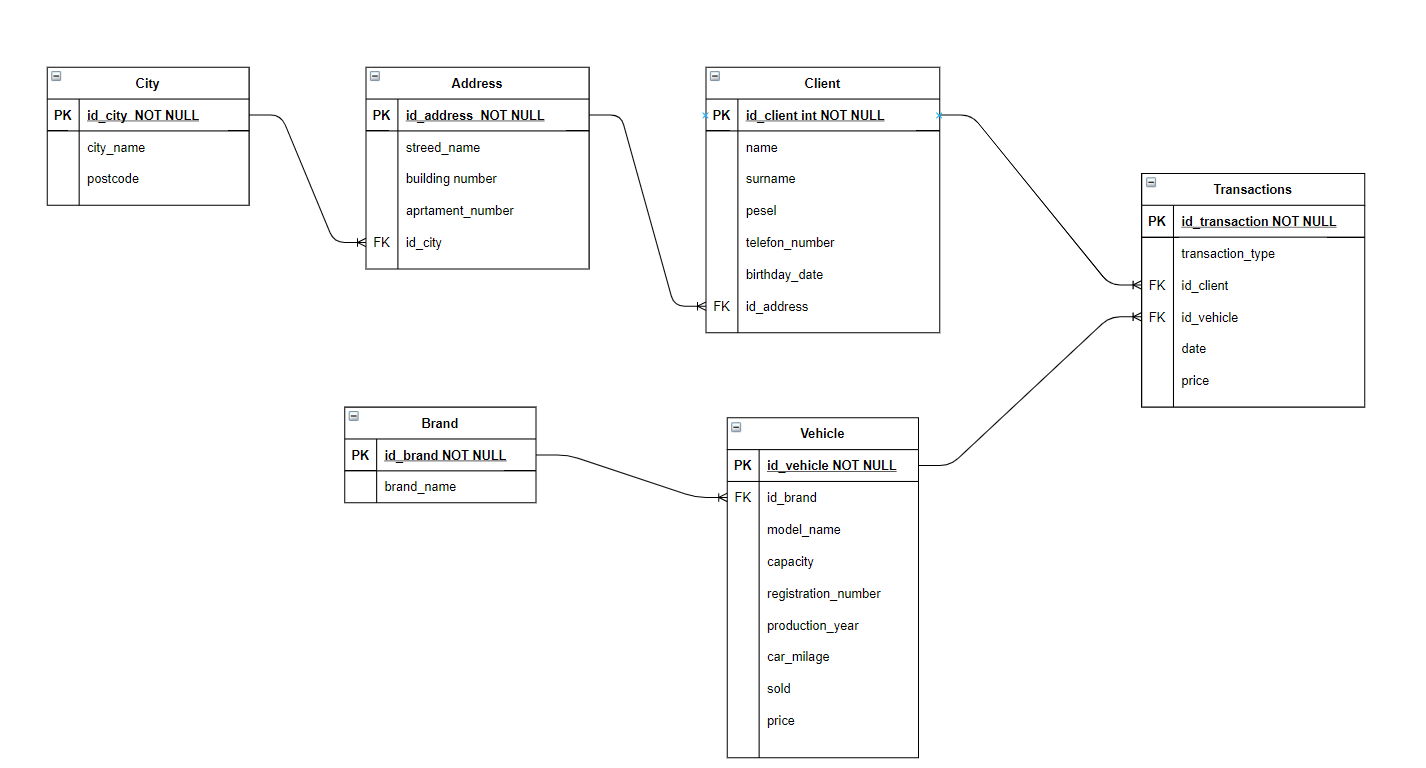 City
PK id_city NOT NULL
city_name
postcode
Address
PK id_address NOT NULL
streed_name
building number
aprtament_number
FK id_city
Client
PK id_client int NOT NULL
name
surname
pesel
telefon_number
birthday_date
FK id_address
Transactions
PK id_transaction NOT NULL
transaction_type
FK id_client
FK id_vehicle
date
price
Brand
PK id_brand NOT NULL
brand_name
Vehicle
PK id_vehicle NOT NULL
FK id_brand
model_name
capacity
registration_number
production_year
car_milage
sold
price